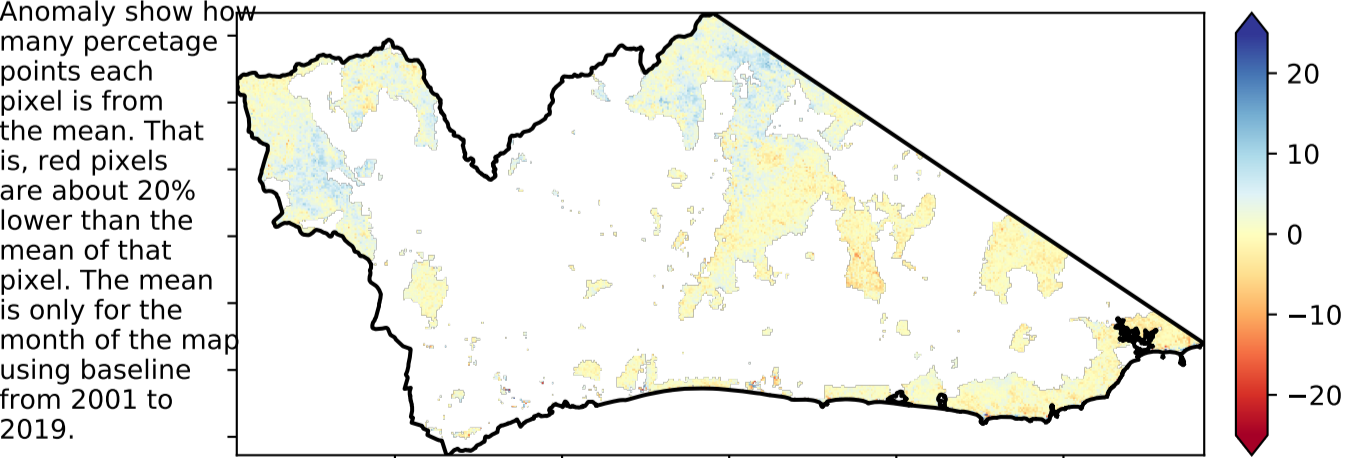 Anomaly show how
many percetage
points each
pixel is from
the mean. That
is, red pixels
are about 20%
lower than the
mean of that
pixel. The mean
is only for the
month of the map
using baseline
from 2001 to
2019.
20
10
0
−10
−20